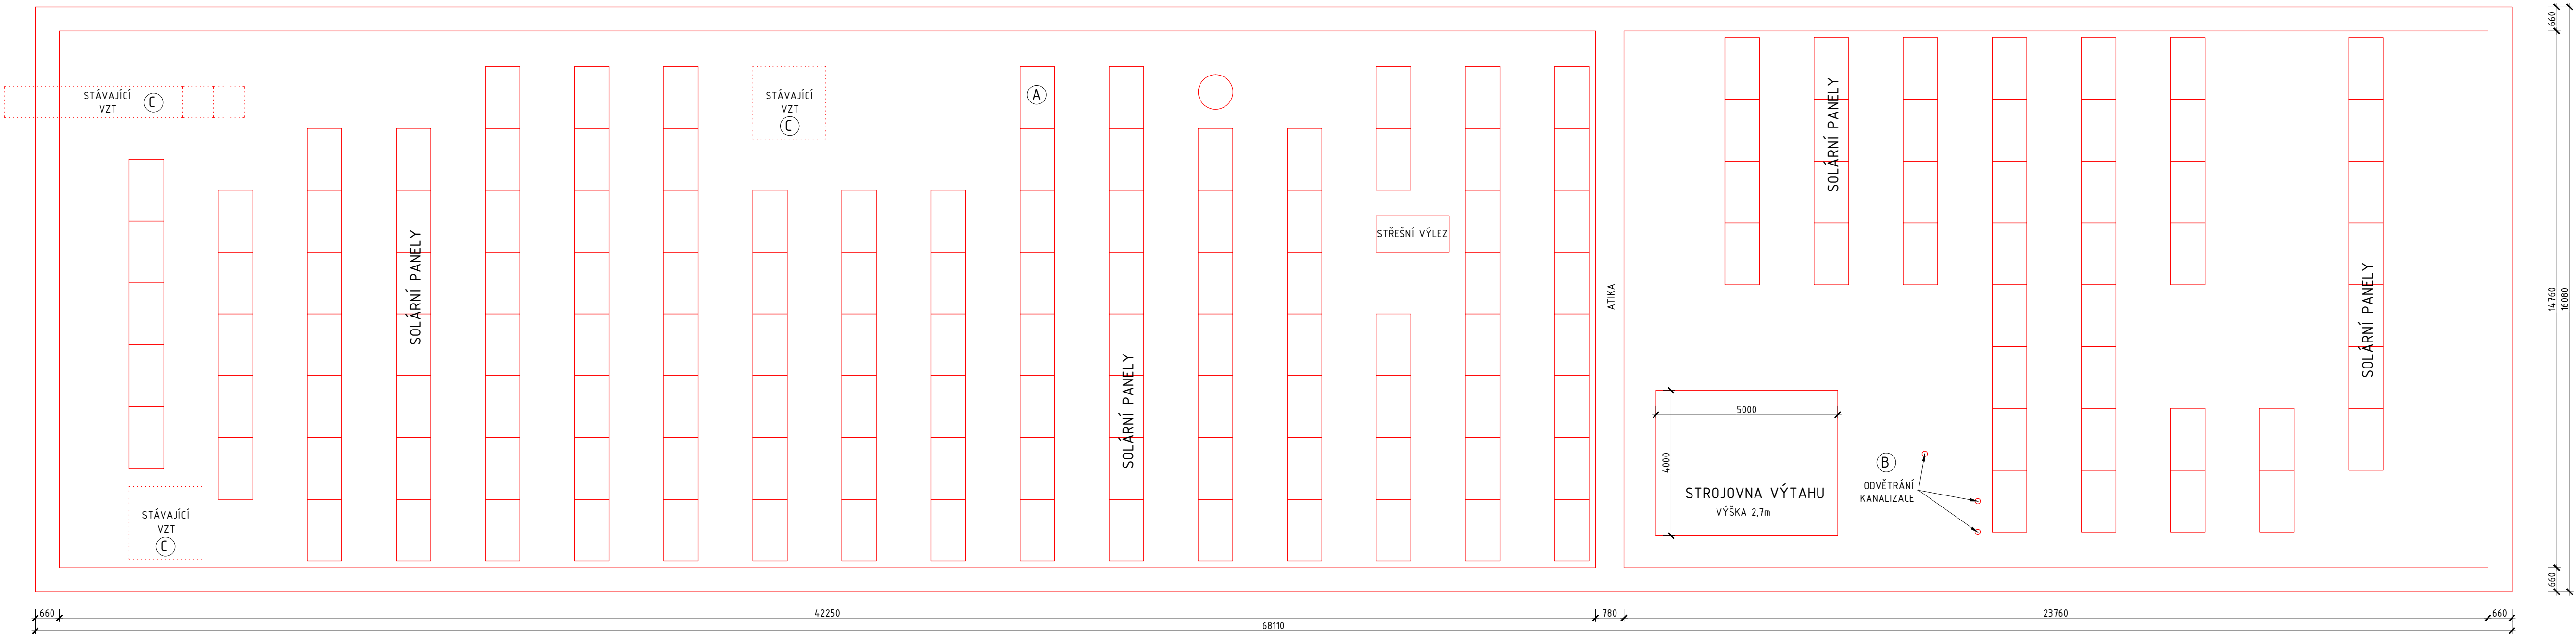 STÁVAJÍCÍ
VZT
C
STÁVAJÍCÍ
VZT
C
A
SOLÁRNÍ PANELY
SOLÁRNÍ PANELY
STŘEŠNÍ VÝLEZ
ATIKA
STÁVAJÍCÍ
VZT
C
SOLÁRNÍ PANELY
SOLÁRNÍ PANELY
5000
4000
STROJOVNA VÝTAHU
VÝŠKA 2,7m
B
ODVĚTRÁNÍ
KANALIZACE
660
14760
16080
660
660
42250
780
23760
660
68110